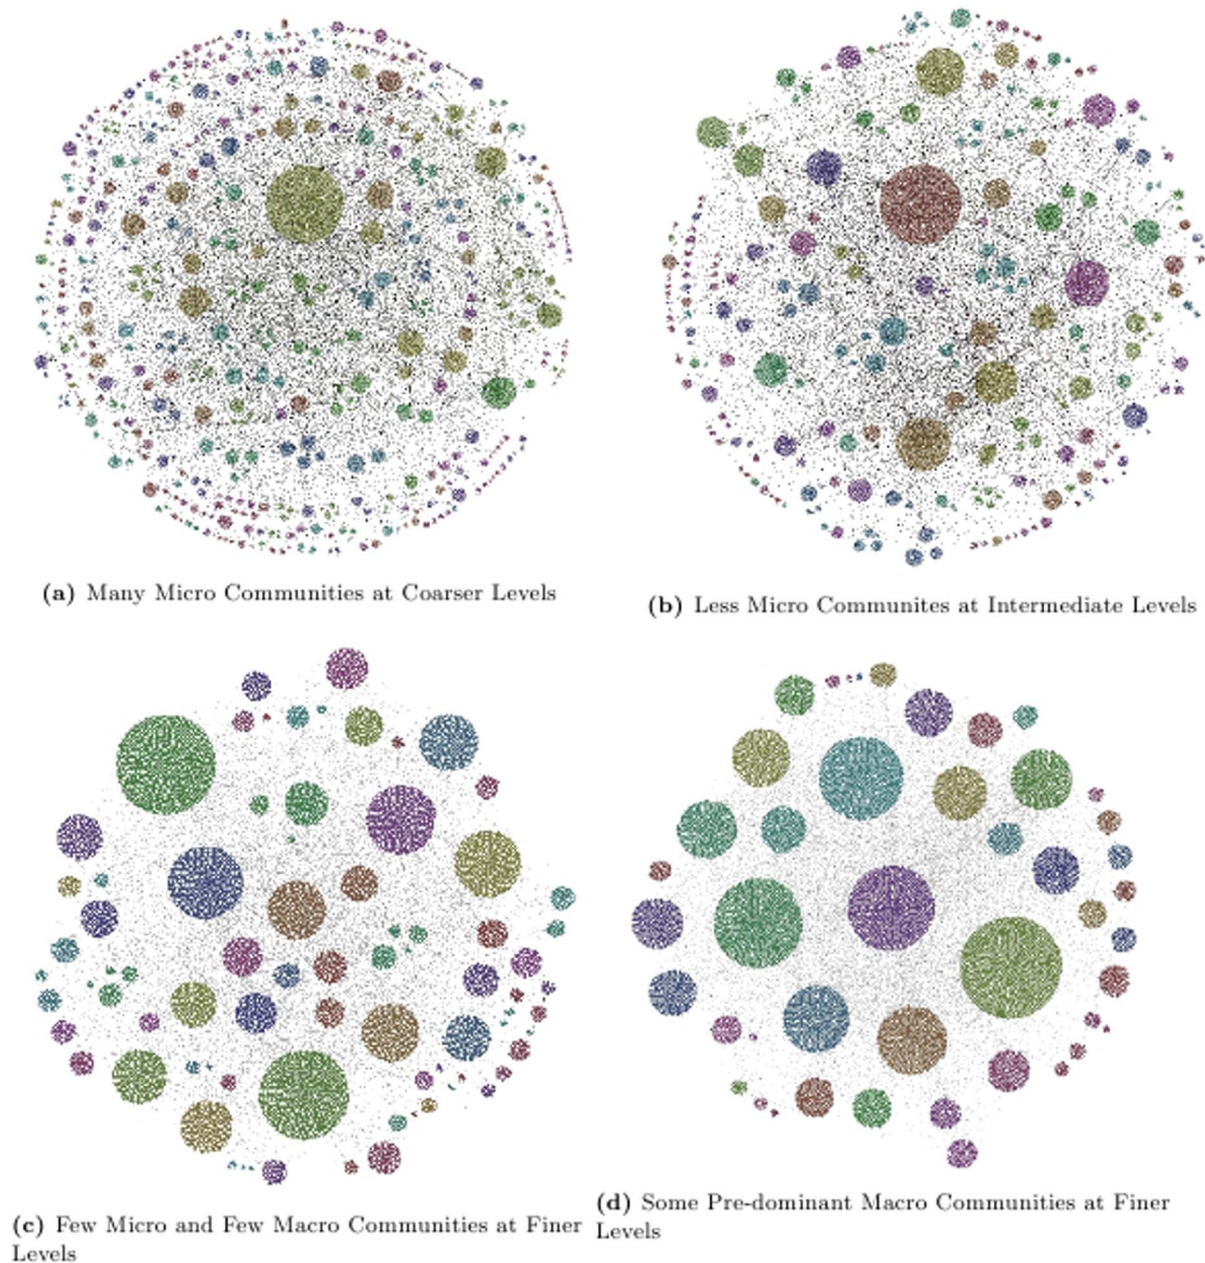 (a) Many Micro Communities at Coarser Levels
(b) Less Micro Communites at Intermediate Levels
(c) Few Micro and Few Macro Communities at Finer
Levels
(d) Some Pre-dominant Macro Communities at Finer
Levels